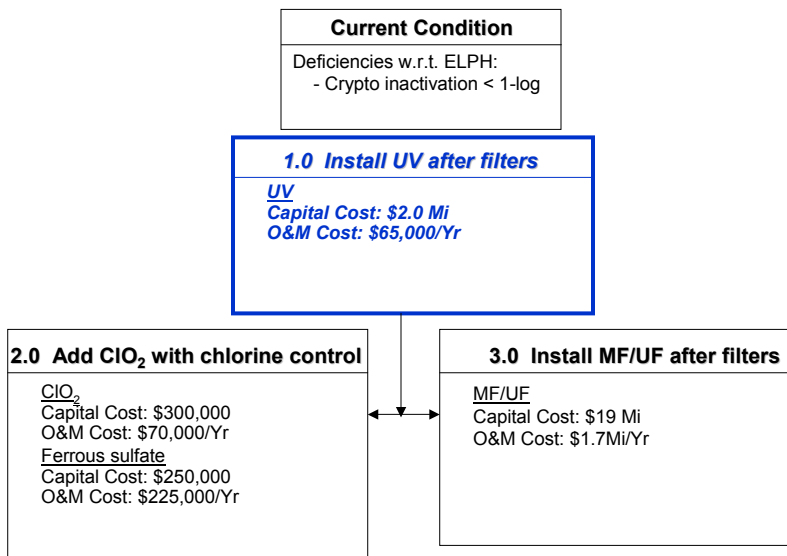 Current Condition
Deficiencies w.r.t. ELPH:
- Crypto inactivation < 1-log
1.0 Install UV after filters
UV
Capital Cost: $2.0 Mi
O&M Cost: $65,000/Yr
2.0 Add ClO₂ with chlorine control
ClO₂
Capital Cost: $300,000
O&M Cost: $70,000/Yr
Ferrous sulfate
Capital Cost: $250,000
O&M Cost: $225,000/Yr
3.0 Install MF/UF after filters
MF/UF
Capital Cost: $19 Mi
O&M Cost: $1.7Mi/Yr